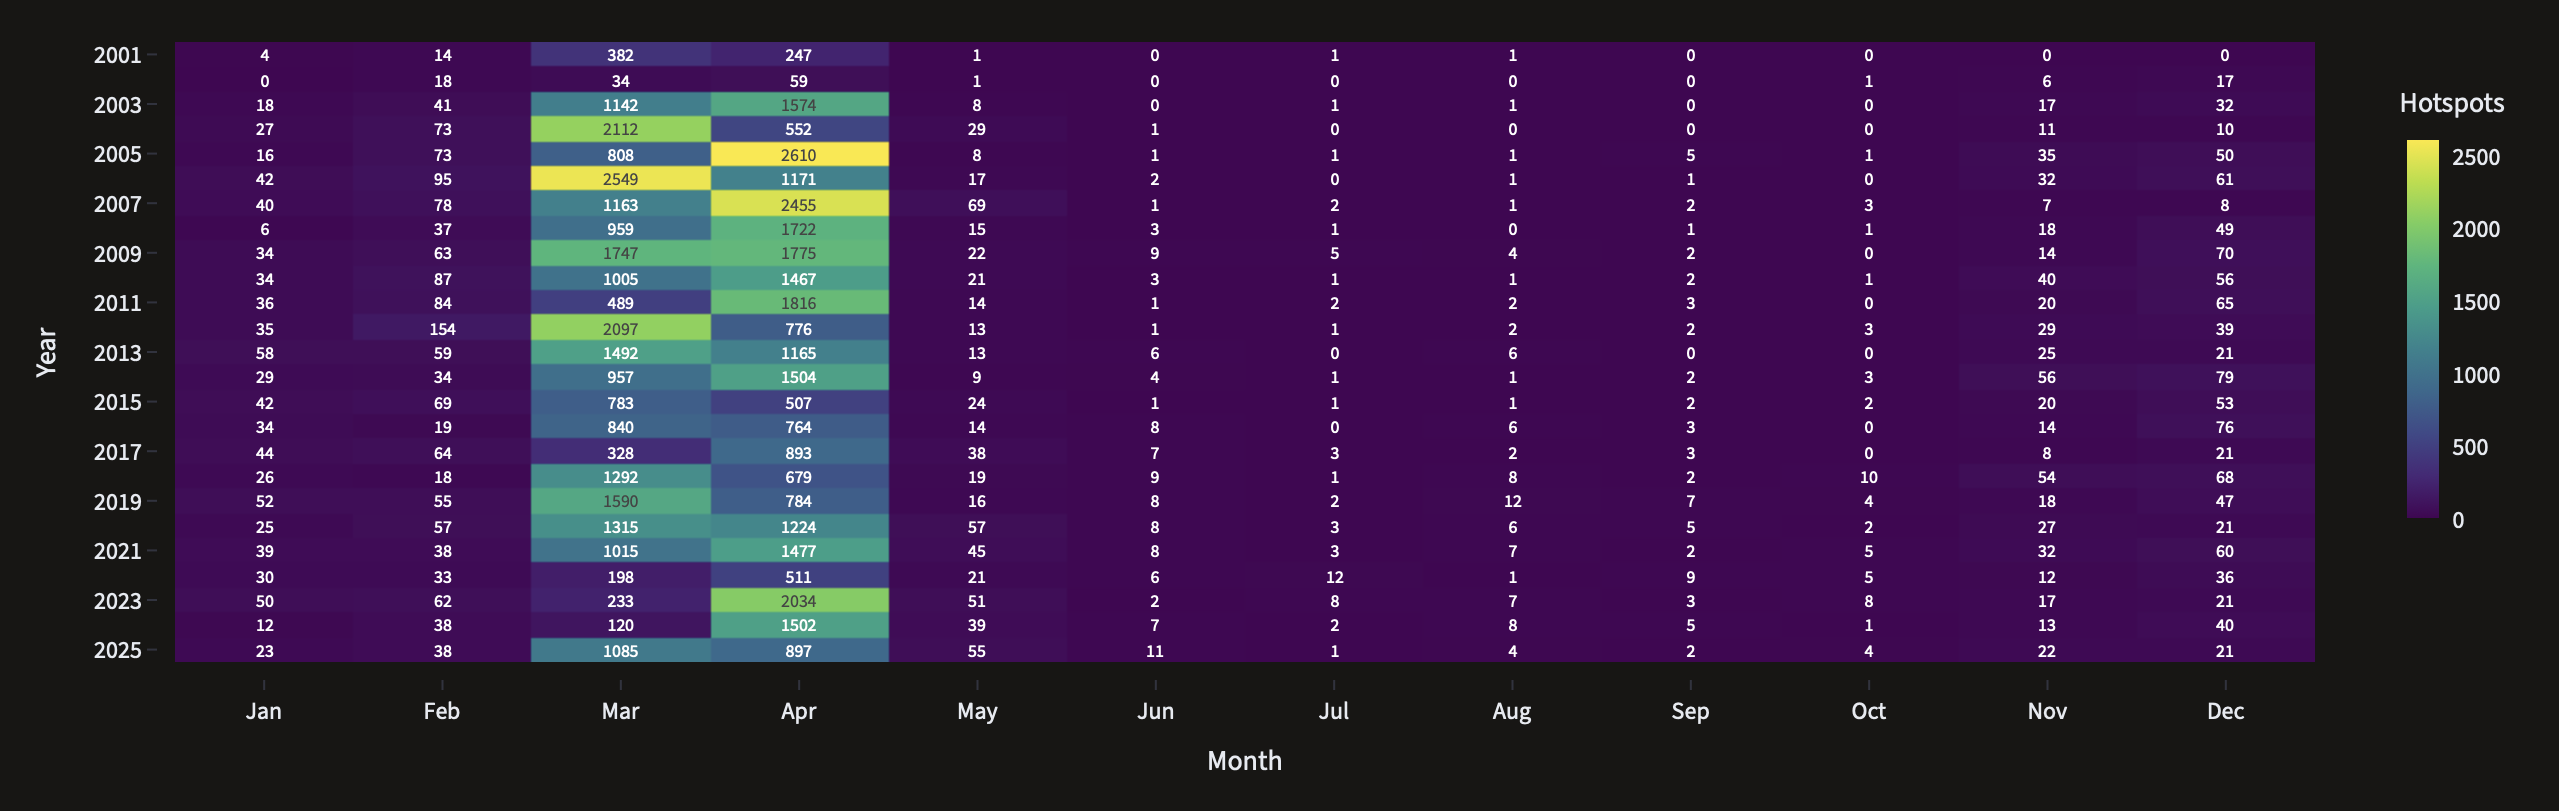 2001 4 14 382 247 1 0 1 1 0 0 0 0
0 18 34 59 1 0 0 0 0 1 6 17
2003 18 41 1142 1574 8 0 1 1 0 0 17 32
27 73 2112 552 29 1 0 0 0 0 11 10
2005 16 73 808 2610 8 1 1 1 5 1 35 50
42 95 2549 1171 17 2 0 1 1 0 32 61
2007 40 78 1163 2455 69 1 2 1 2 3 7 8
6 37 959 1722 15 3 1 0 1 1 18 49
2009 34 63 1747 1775 22 9 5 4 2 0 14 70
34 87 1005 1467 21 3 1 1 2 1 40 56
2011 36 84 489 1816 14 1 2 2 3 0 20 65
35 154 2097 776 13 1 1 2 2 3 29 39
2013 58 59 1492 1165 13 6 0 6 0 0 25 21
29 34 957 1504 9 4 1 1 2 3 56 79
2015 42 69 783 507 24 1 1 1 2 2 20 53
34 19 840 764 14 8 0 6 3 0 14 76
2017 44 64 328 893 38 7 3 2 3 0 8 21
26 18 1292 679 19 9 1 8 2 10 54 68
2019 52 55 1590 784 16 8 2 12 7 4 18 47
25 57 1315 1224 57 8 3 6 5 2 27 21
2021 39 38 1015 1477 45 8 3 7 2 5 32 60
30 33 198 511 21 6 12 1 9 5 12 36
2023 50 62 233 2034 51 2 8 7 3 8 17 21
12 38 120 1502 39 7 2 8 5 1 13 40
2025 23 38 1085 897 55 11 1 4 2 4 22 21
Jan Feb Mar Apr May Jun Jul Aug Sep Oct Nov Dec
Month
Year
Hotspots
2500
2000
1500
1000
500
0